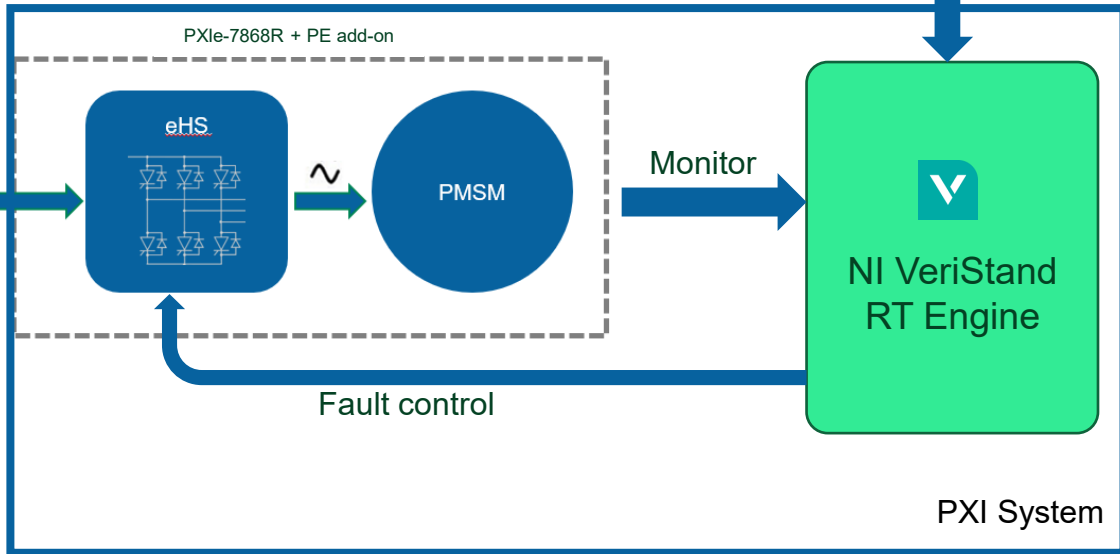 PXIe-7868R + PE add-on
eHS
PMSM
Monitor
NI VeriStand
RT Engine
Fault control
PXI System